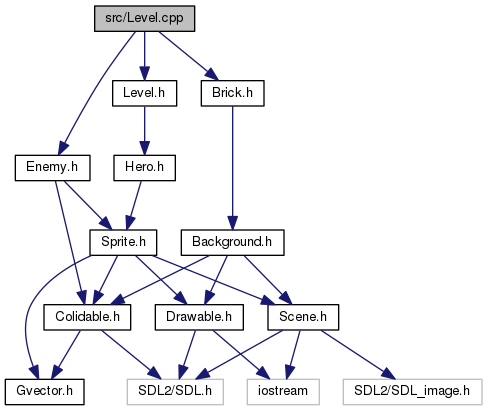 src/Level.cpp
Level.h
Brick.h
Enemy.h
Hero.h
Sprite.h
Background.h
Colidable.h
Drawable.h
Scene.h
Gvector.h
SDL2/SDL.h
iostream
SDL2/SDL_image.h